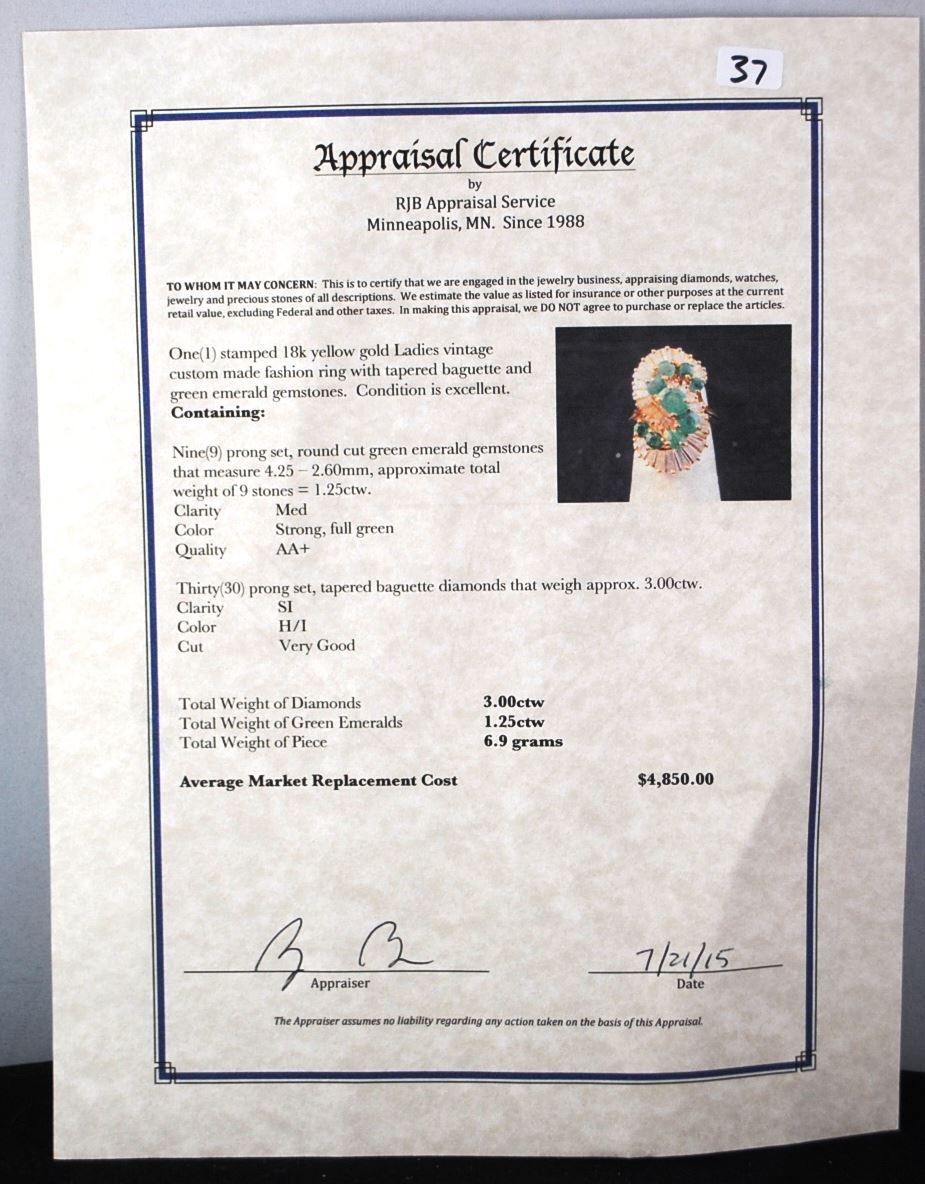 37
Appraisal Certificate
by
RJB Appraisal Service
Minneapolis, MN. Since 1988
TO WHOM IT MAY CONCERN: This is to certify that we are engaged in the jewelry business, appraising diamonds, watches,
jewelry and precious stones of all descriptions. We estimate the value as listed for insurance or other purposes at the current
retail value, excluding Federal and other taxes. In making this appraisal, we DO NOT agree to purchase or replace the articles.
One(1) stamped 18k yellow gold Ladies vintage
custom made fashion ring with tapered baguette and
green emerald gemstones. Condition is excellent.
Containing:
Nine(9) prong set, round cut green emerald gemstones
that measure 4.25 – 2.60mm, approximate total
weight of 9 stones = 1.25ctw.
Clarity Med
Color Strong, full green
Quality AA+
Thirty(30) prong set, tapered baguette diamonds that weigh approx. 3.00ctw.
Clarity SI
Color H/I
Cut Very Good
Total Weight of Diamonds 3.00ctw
Total Weight of Green Emeralds 1.25ctw
Total Weight of Piece 6.9 grams
Average Market Replacement Cost $4,850.00
7/21/15
Appraiser Date
The Appraiser assumes no liability regarding any action taken on the basis of this Appraisal.